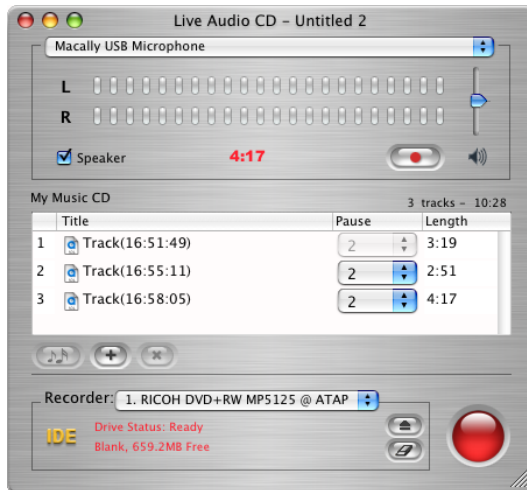 Live Audio CD – Untitled 2
Macally USB Microphone
L
R
Speaker 4:17
My Music CD 3 tracks – 10:28
Title Pause Length
1 Track(16:51:49) 2 3:19
2 Track(16:55:11) 2 2:51
3 Track(16:58:05) 2 4:17
Recorder: 1. RICOH DVD+RW MP5125 @ ATAP
IDE Drive Status: Ready
Blank, 659.2MB Free